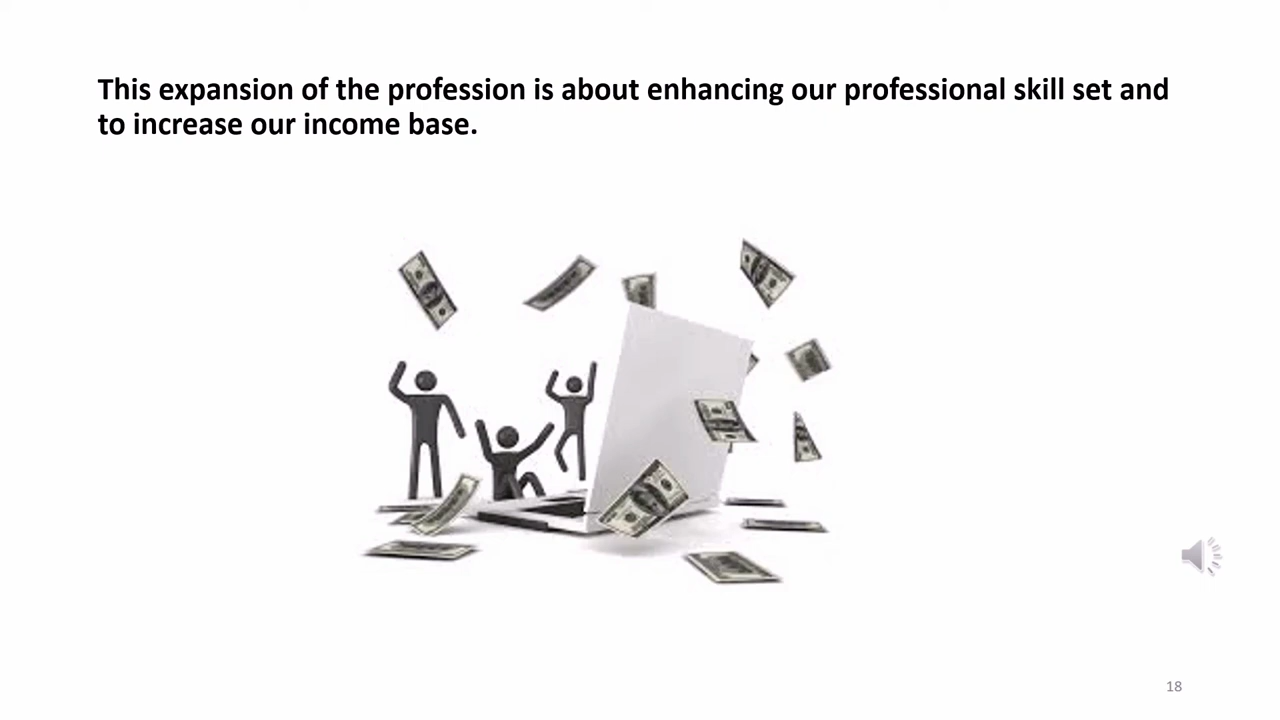 This expansion of the profession is about enhancing our professional skill set and
to increase our income base.
18